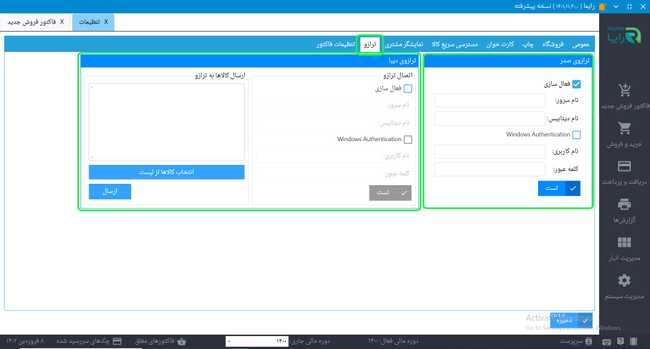 رایما | ۱۴۰۱/۱۱/۲۰۰ | نسخه پیشرفته
تنظیمات X
فاکتور فروش جدید X
رایا
عمومی فروشگاه چاپ کارت خوان دسترسی سریع کالا نمایشگر مشتری ترازو تنظیمات فاکتور
ترازوی صدر
فعال سازی
نام سرور:
نام دیتابیس:
Windows Authentication
نام کاربری:
کلمه عبور:
تست
ترازوی دیبا
اتصال ترازو
فعال سازی
نام سرور:
نام دیتابیس:
Windows Authentication
نام کاربری:
کلمه عبور:
تست
ارسال کالاها به ترازو
انتخاب کالاها از لیست
ارسال
فاکتور فروش جدید
خرید و فروش
دریافت و پرداخت
گزارش‌ها
مدیریت انبار
مدیریت سیستم
ذخیره
سرپرست
دوره مالی فعال: ۱۴۰۰
دوره مالی جاری ۱۴۰۰
فاکتورهای معلق
چک‌های سررسید شده
۸ فروردین ۱۴۰۲